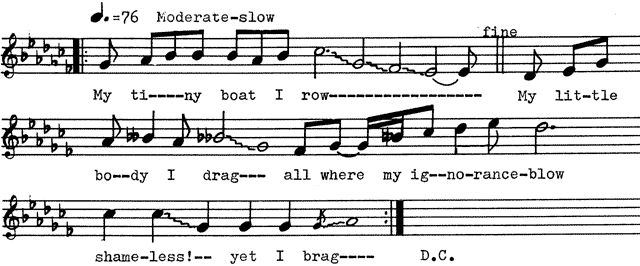 ♩.=76 Moderate-slow
fine
My ti----ny boat I row----------------- My lit-tle
bo--dy I drag--- all where my ig--no-rance-blow
shame-less!-- yet I brag---- D.C.